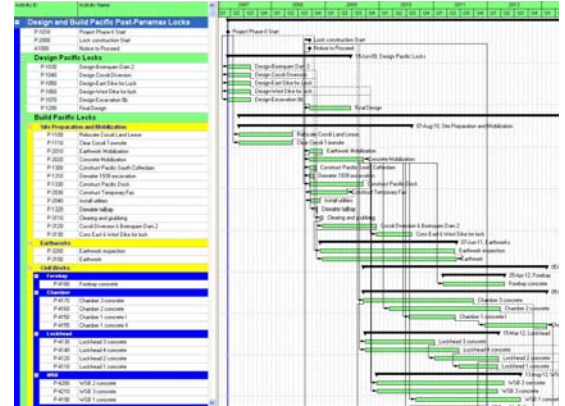 Activity ID Activity Name 2007 2008 2009 2010 2011 2012
Design and Build Pacific Post-Panamax Locks
P-1010 Project Phase II Start Project Phase II Start
P-2000 Lock construction Start Lock construction Start
A1000 Notice to Proceed Notice to Proceed
Design Pacific Locks Design Pacific Locks
P-1030 Design-Borinquen Dam 2 Design-Borinquen Dam 2
P-1040 Design Cocoli Diversion Design Cocoli Diversion
P-1050 Design-East Dike for Lock Design-East Dike for Lock
P-1060 Design-West Dike for lock Design-West Dike for lock
P-1070 Design-Excavation 8b Design-Excavation 8b
P-1200 Final Design Final Design
Build Pacific Locks
Site Preparation and Mobilization 07-Aug-10, Site Preparation and Mobilization
P-1100 Relocate Cocoli Land Lease Relocate Cocoli Land Lease
P-1110 Clear Cocoli Townsite Clear Cocoli Townsite
P-2010 Earthwork Mobilization Earthwork Mobilization
P-2020 Concrete Mobilization Concrete Mobilization
P-1300 Construct Pacific South Cofferdam Construct Pacific South Cofferdam
P-1310 Dewater 1939 excavation Dewater 1939 excavation
P-1330 Construct Pacific Dock Construct Pacific Dock
P-2030 Construct Temporary Fac Construct Temporary Fac
P-2040 Install utilities Install utilities
P-1320 Dewater tailbay Dewater tailbay
P-3110 Clearing and grubbing Clearing and grubbing
P-3120 Cocoli Diversion & Borinquen Dam 2 Cocoli Diversion & Borinquen Dam 2
P-3130 Cons East & West Dike for lock Cons East & West Dike for lock
Earthworks 07-Jun-11, Earthworks
P-3200 Earthwork inspection Earthwork inspection
P-3100 Earthwork Earthwork
Civil Works
Forebay 25-Apr-12, Forebay
P-4180 Forebay concrete Forebay concrete
Chamber
P-4170 Chamber 3 concrete Chamber 3 concrete
P-4160 Chamber 2 concrete Chamber 2 concrete
P-4150 Chamber 1 concrete I Chamber 1 concrete I
P-4155 Chamber 1 concrete II
Lockhead 15-Mar-12, Lockhead
P-4130 Lockhead 3 concrete Lockhead 3 concrete
P-4140 Lockhead 4 concrete Lockhead 4 concrete
P-4120 Lockhead 2 concrete Lockhead 2 concrete
P-4110 Lockhead 1 concrete Lockhead 1 concrete
WSB
P-4200 WSB 2 concrete WSB 2 concrete
P-4210 WSB 3 concrete WSB 3 concrete
P-4190 WSB 1 concrete WSB 1 concrete